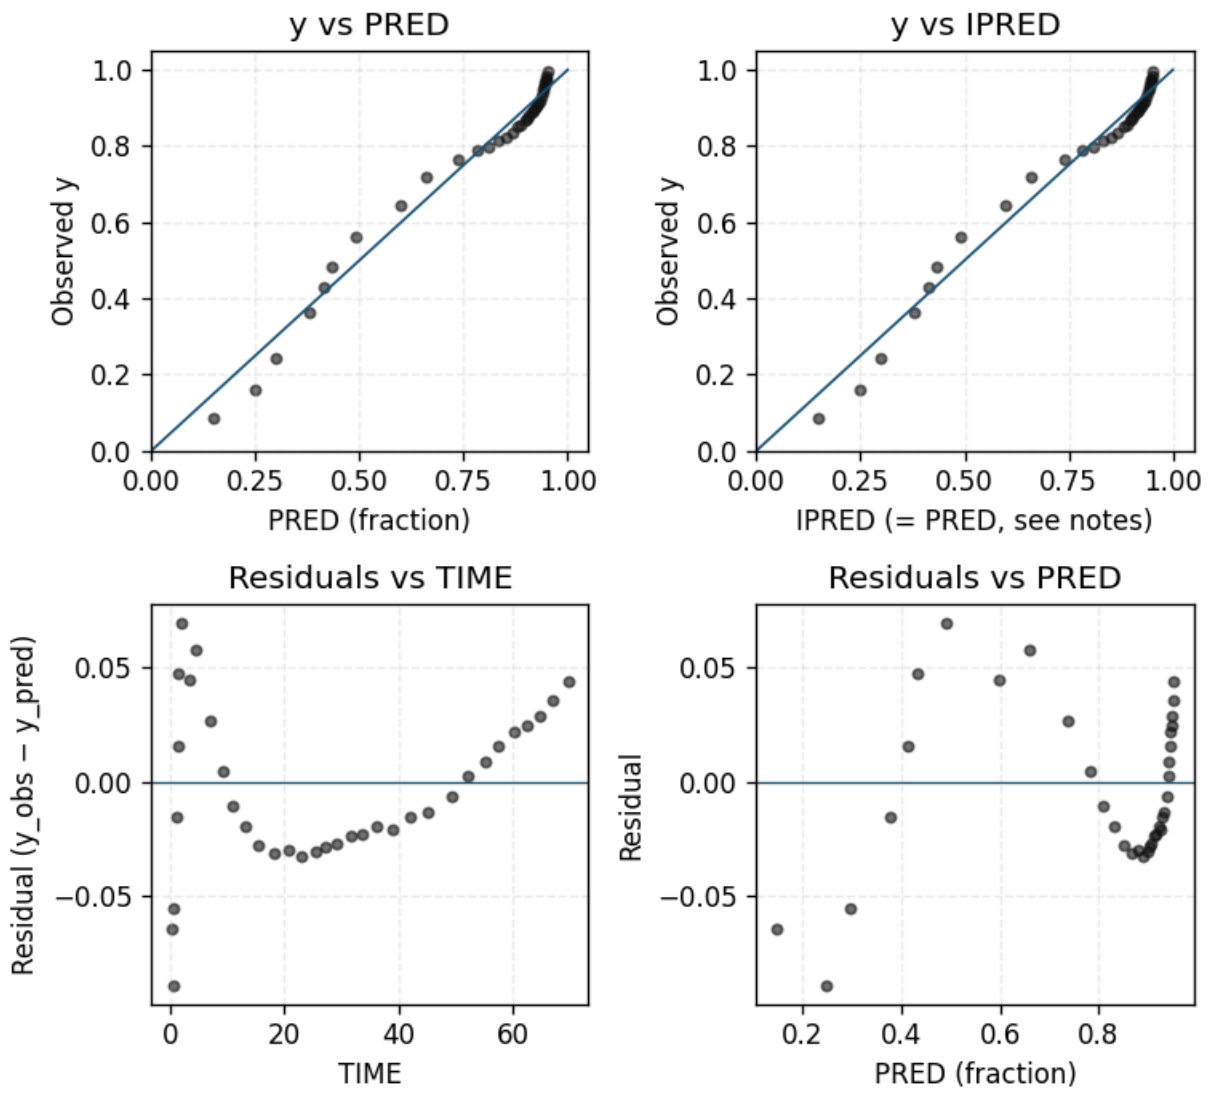 y vs PRED
1.0
0.8
0.6
0.4
0.2
0.0
Observed y
0.00 0.25 0.50 0.75 1.00
PRED (fraction)
y vs IPRED
1.0
0.8
0.6
0.4
0.2
0.0
Observed y
0.00 0.25 0.50 0.75 1.00
IPRED (= PRED, see notes)
Residuals vs TIME
0.05
0.00
−0.05
Residual (y_obs − y_pred)
0 20 40 60
TIME
Residuals vs PRED
0.05
0.00
−0.05
Residual
0.2 0.4 0.6 0.8
PRED (fraction)